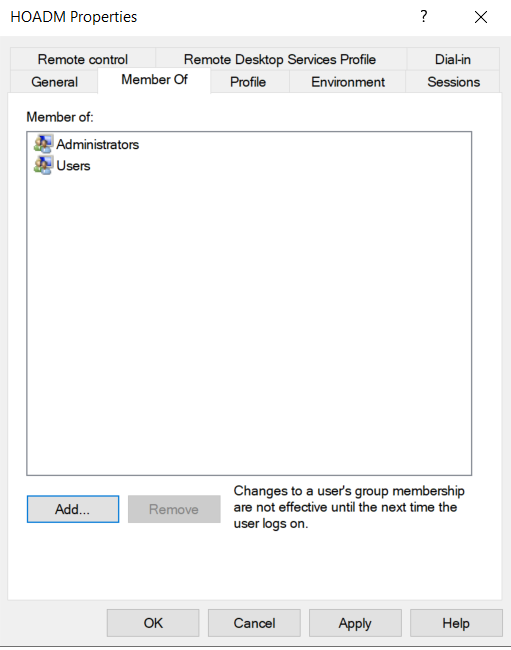 HOADM Properties ? ×
Remote control Remote Desktop Services Profile Dial-in
General Member Of Profile Environment Sessions
Member of:
Administrators
Users
Add... Remove
Changes to a user's group membership
are not effective until the next time the
user logs on.
OK Cancel Apply Help